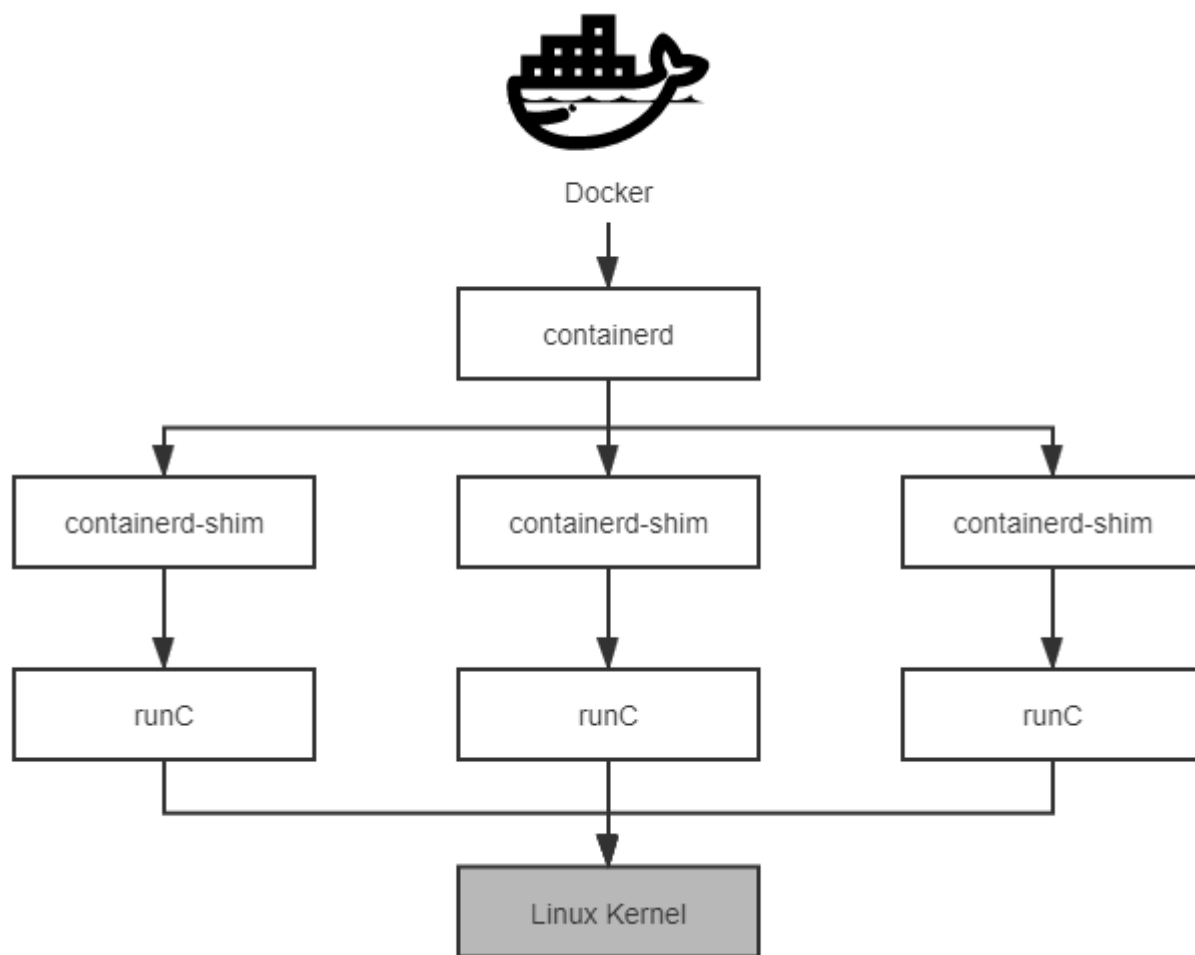 Docker
containerd
containerd-shim
containerd-shim
containerd-shim
runC
runC
runC
Linux Kernel